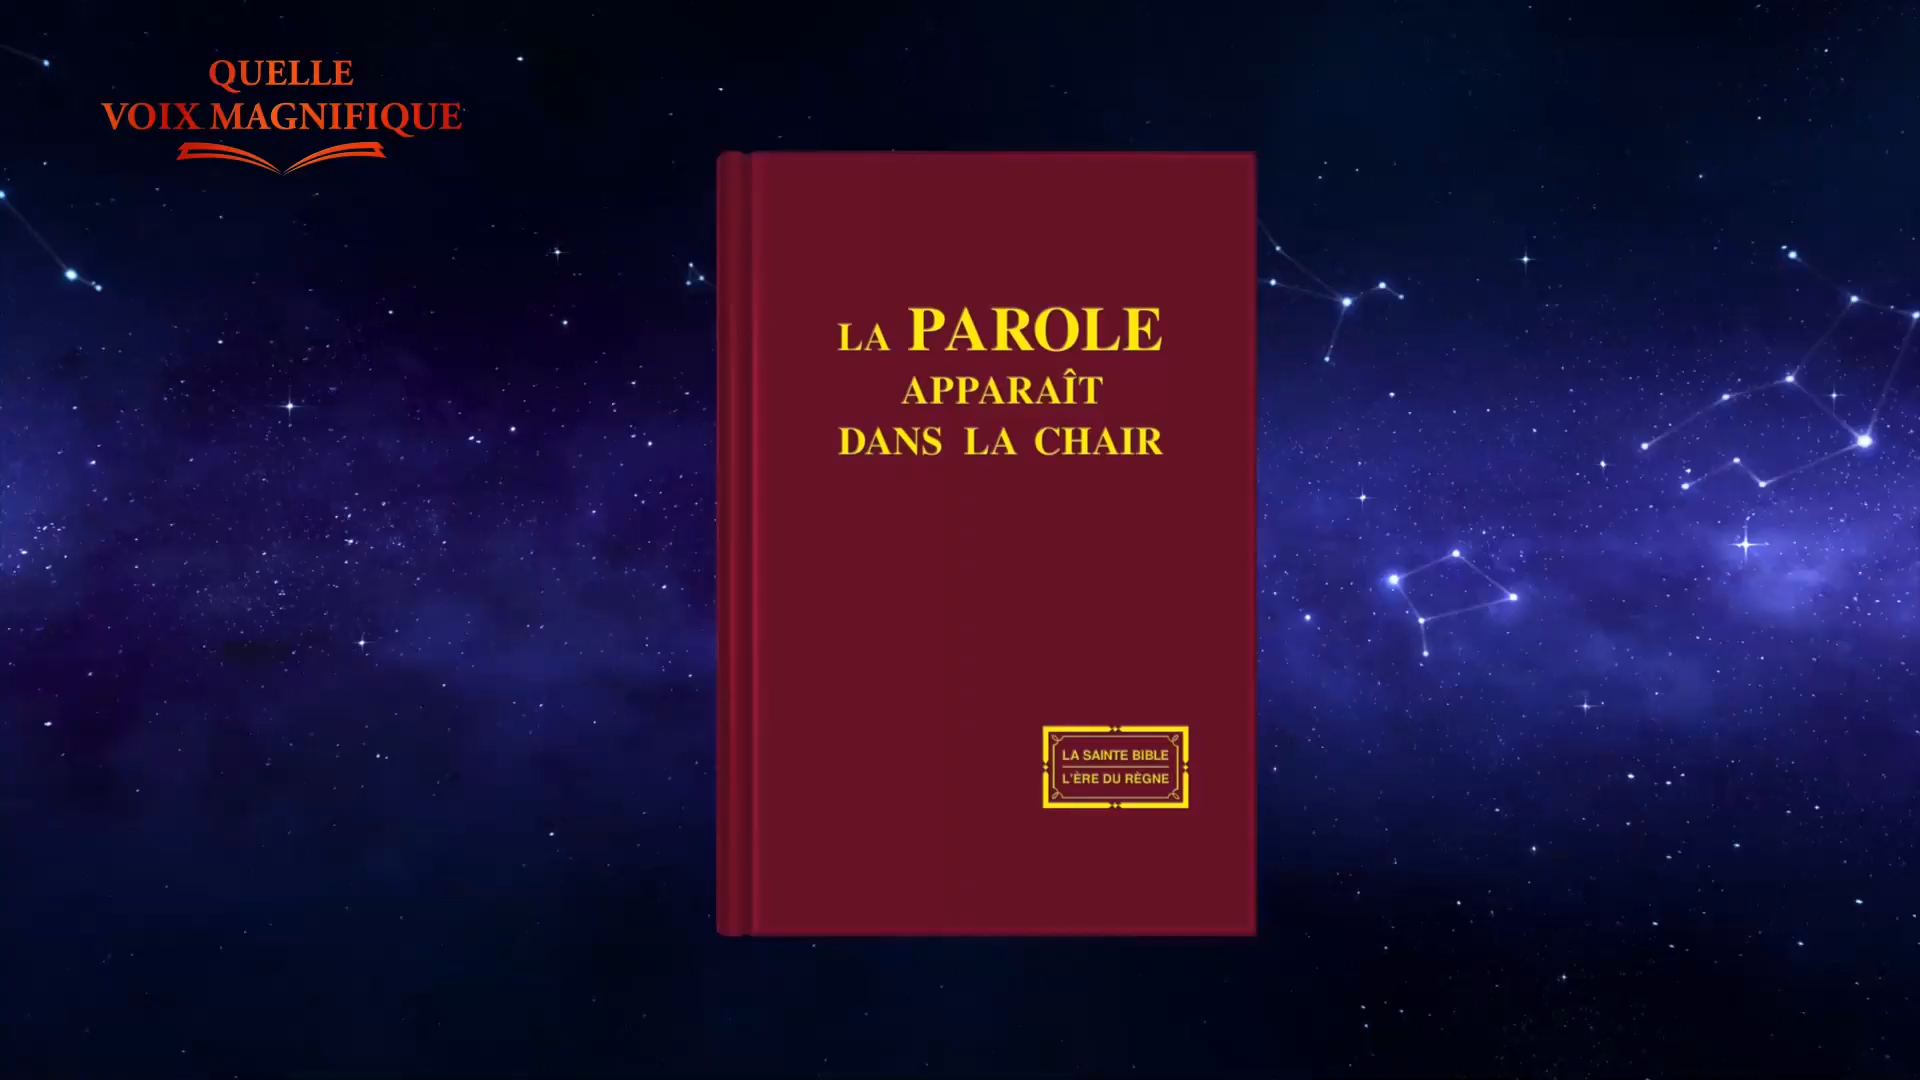 QUELLE
VOIX MAGNIFIQUE
LA PAROLE
APPARAÎT
DANS LA CHAIR
LA SAINTE BIBLE
L'ÈRE DU RÈGNE